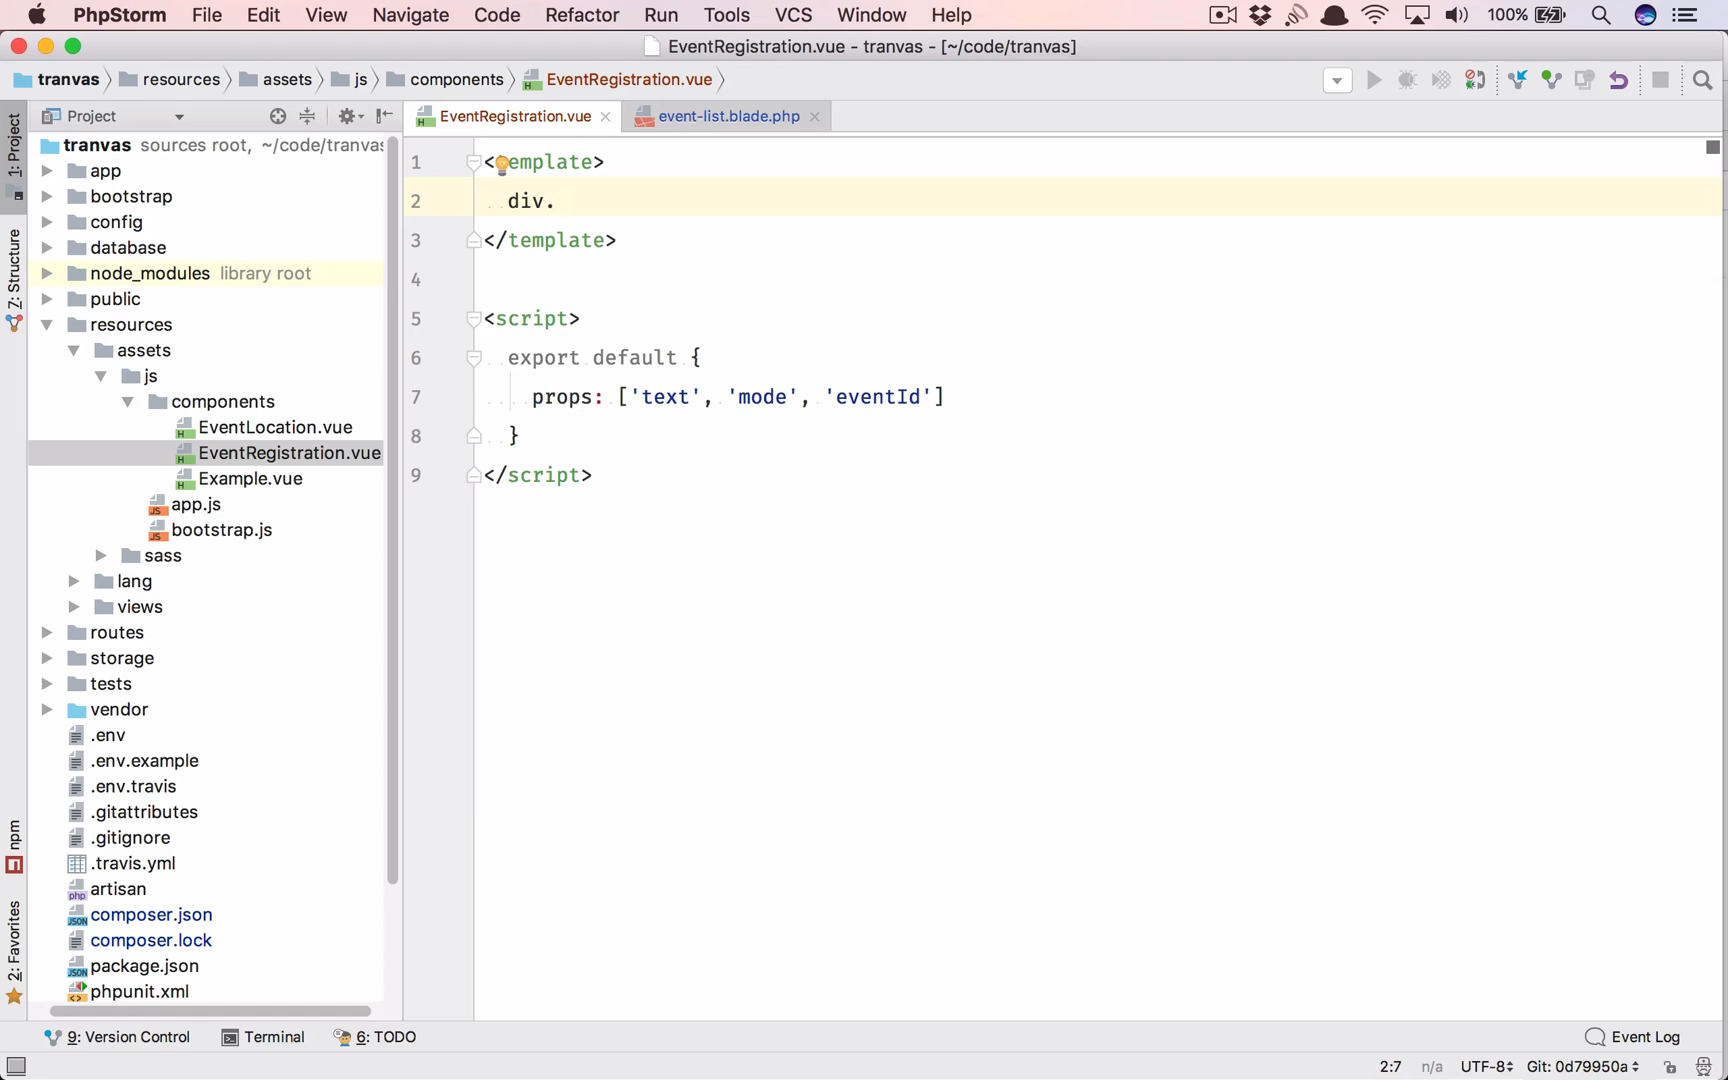 PhpStorm File Edit View Navigate Code Refactor Run Tools VCS Window Help 100%
EventRegistration.vue - tranvas - [~/code/tranvas]
tranvas resources assets js components EventRegistration.vue
Project EventRegistration.vue event-list.blade.php
1: Project
7: Structure
npm
2: Favorites
tranvas sources root, ~/code/tranvas
app
bootstrap
config
database
node_modules library root
public
resources
assets
js
components
EventLocation.vue
EventRegistration.vue
Example.vue
app.js
bootstrap.js
sass
lang
views
routes
storage
tests
vendor
.env
.env.example
.env.travis
.gitattributes
.gitignore
.travis.yml
artisan
composer.json
composer.lock
package.json
phpunit.xml
1 <template>
2 div.
3 </template>
4
5 <script>
6 export default {
7 props: ['text', 'mode', 'eventId']
8 }
9 </script>
9: Version Control Terminal 6: TODO Event Log
2:7 n/a UTF-8 Git: 0d79950a